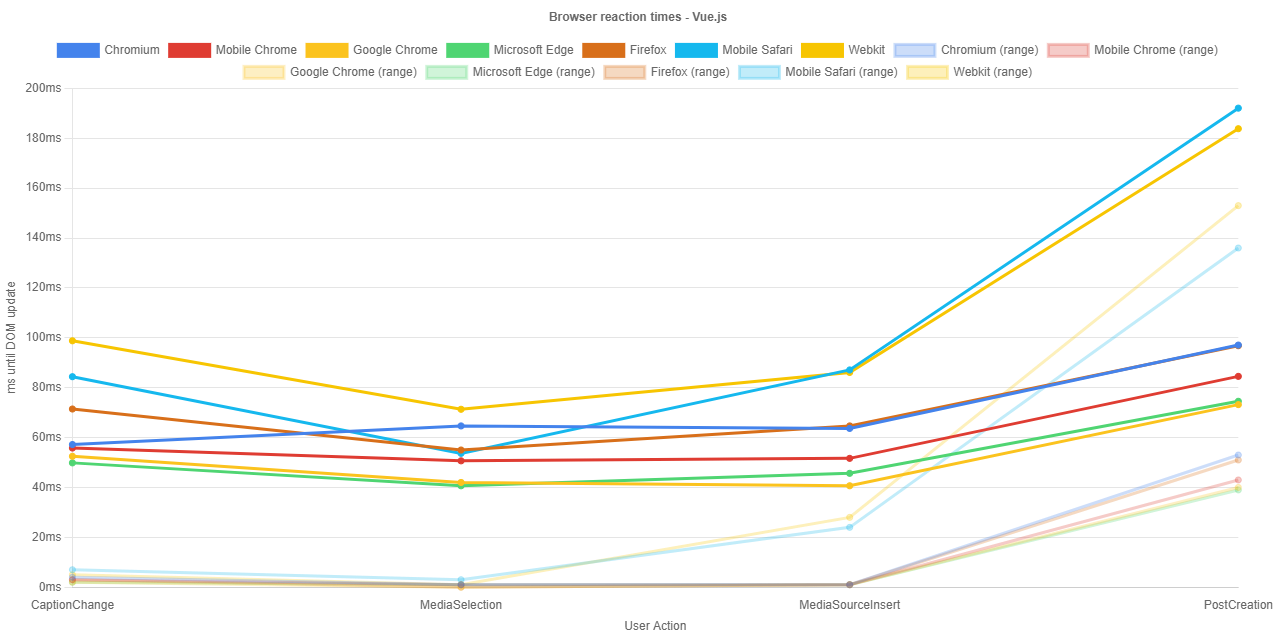 Browser reaction times - Vue.js
Chromium Mobile Chrome Google Chrome Microsoft Edge Firefox Mobile Safari Webkit Chromium (range) Mobile Chrome (range)
Google Chrome (range) Microsoft Edge (range) Firefox (range) Mobile Safari (range) Webkit (range)
200ms
180ms
160ms
140ms
120ms
100ms
80ms
60ms
40ms
20ms
0ms
ms until DOM update
CaptionChange MediaSelection MediaSourceInsert PostCreation
User Action